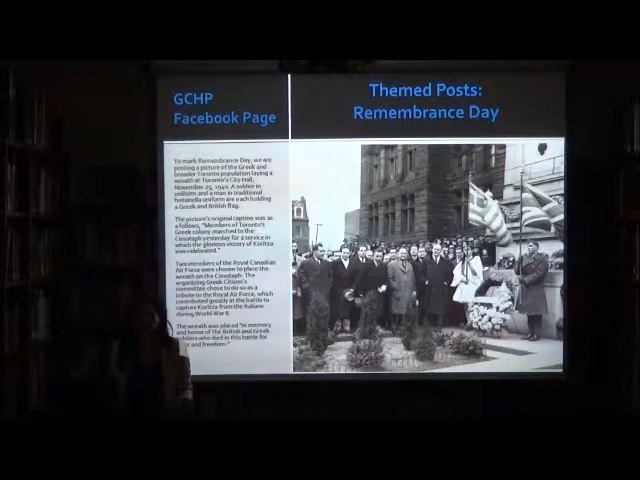 GCHP
Facebook Page
Themed Posts:
Remembrance Day
To mark Remembrance Day, we are
posting a picture of the Greek and
broader Toronto population laying a
wreath at Toronto's City Hall,
November 25, 1940. A soldier in
uniform and a man in traditional
fustanella uniform are each holding
a Greek and British flag.
The picture's original caption was as
a follows, "Members of Toronto's
Greek colony marched to the
Cenotaph yesterday for a service in
which the glorious victory of Koritza
was celebrated."
Two members of the Royal Canadian
Air Force were chosen to place the
wreath on the Cenotaph. The
organizing Greek Citizen's
committee chose to do so as a
tribute to the Royal Air Force, which
contributed greatly in the battle to
capture Koritza from the Italians
during World War II.
The wreath was placed "in memory
and honor of the British and Greek
soldiers who died in this battle for
and freedom."